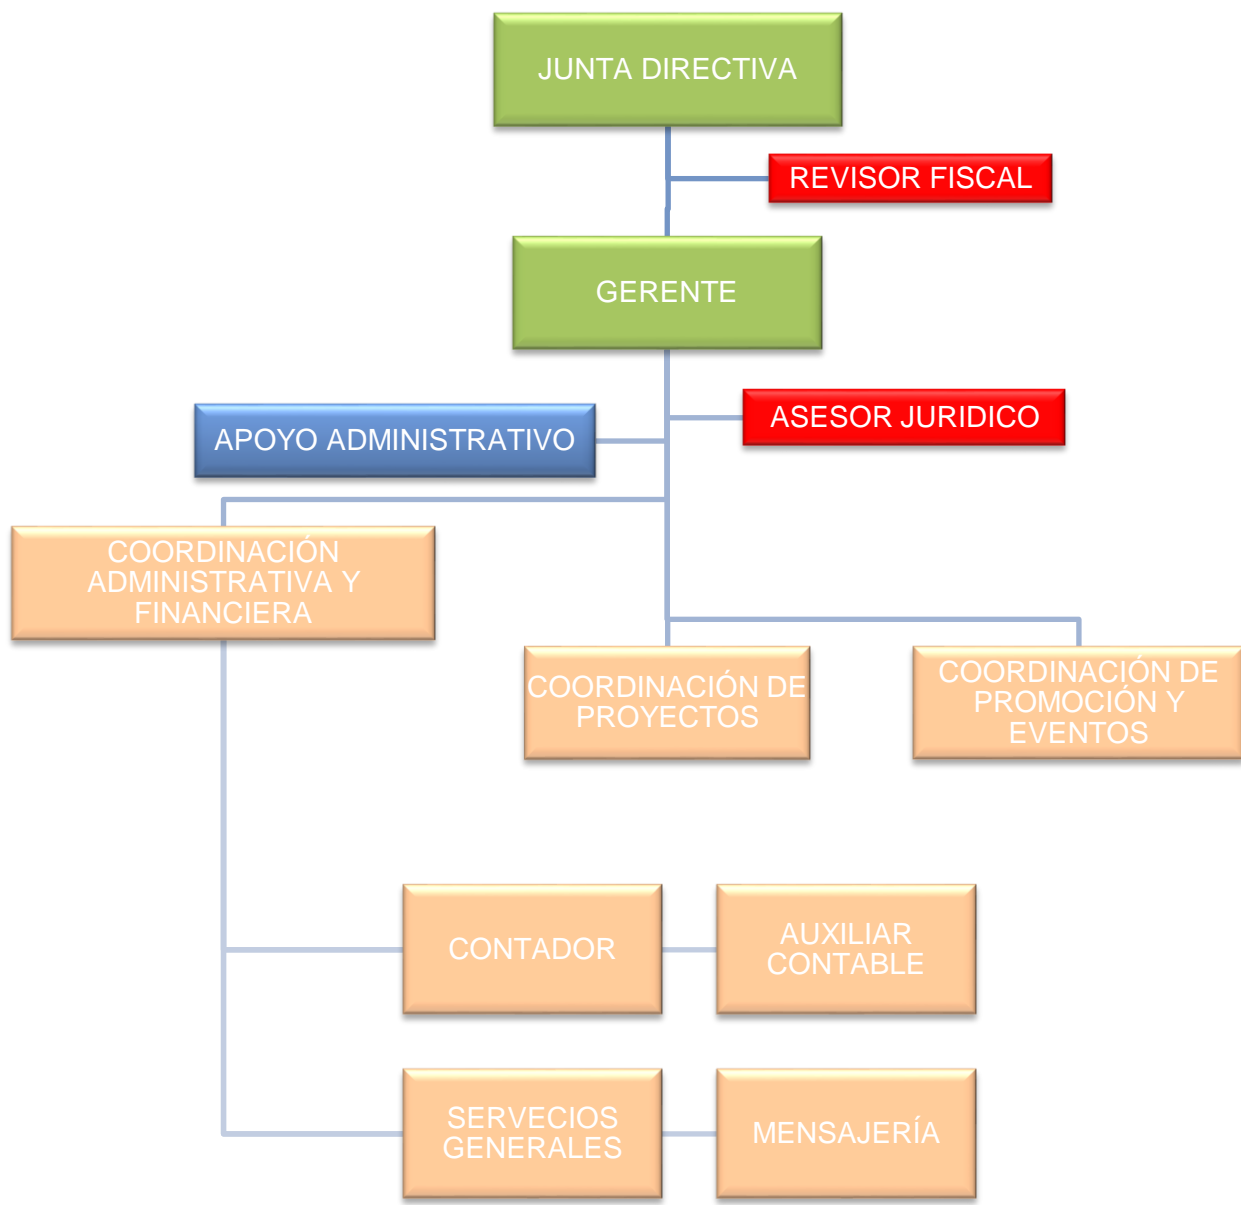 JUNTA DIRECTIVA
REVISOR FISCAL
GERENTE
ASESOR JURIDICO
APOYO ADMINISTRATIVO
COORDINACIÓN
ADMINISTRATIVA Y
FINANCIERA
COORDINACIÓN DE
PROYECTOS
COORDINACIÓN DE
PROMOCIÓN Y
EVENTOS
CONTADOR
AUXILIAR
CONTABLE
SERVECIOS
GENERALES
MENSAJERÍA